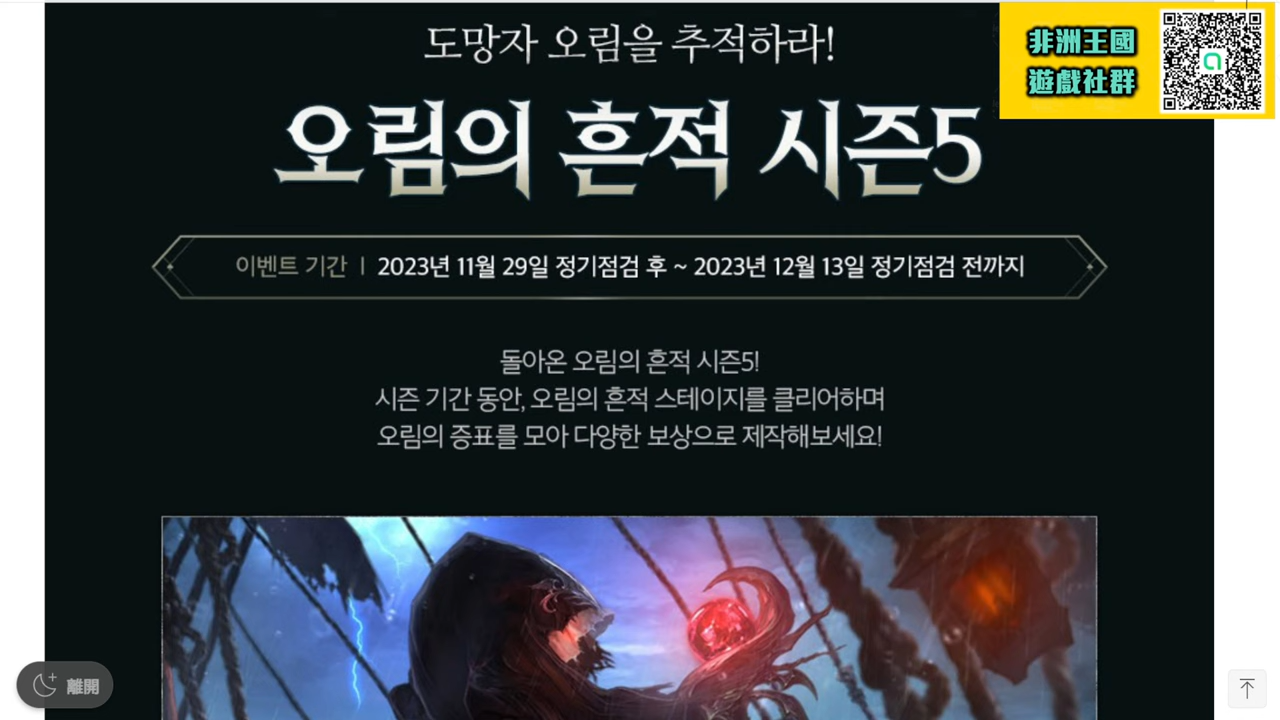 도망자 오림을 추적하라!
非洲王國
遊戲社群
오림의 흔적 시즌5
이벤트 기간 | 2023년 11월 29일 정기점검 후 ~ 2023년 12월 13일 정기점검 전까지
돌아온 오림의 흔적 시즌5!
시즌 기간 동안, 오림의 흔적 스테이지를 클리어하며
오림의 증표를 모아 다양한 보상으로 제작해보세요!
離開